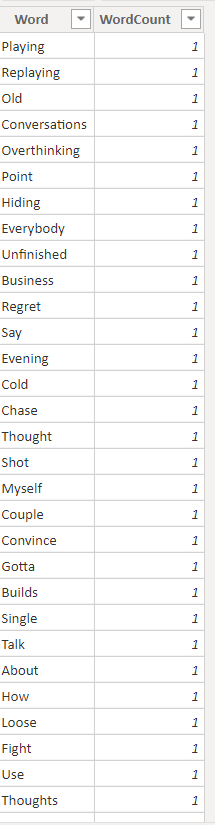 Word WordCount
Playing 1
Replaying 1
Old 1
Conversations 1
Overthinking 1
Point 1
Hiding 1
Everybody 1
Unfinished 1
Business 1
Regret 1
Say 1
Evening 1
Cold 1
Chase 1
Thought 1
Shot 1
Myself 1
Couple 1
Convince 1
Gotta 1
Builds 1
Single 1
Talk 1
About 1
How 1
Loose 1
Fight 1
Use 1
Thoughts 1